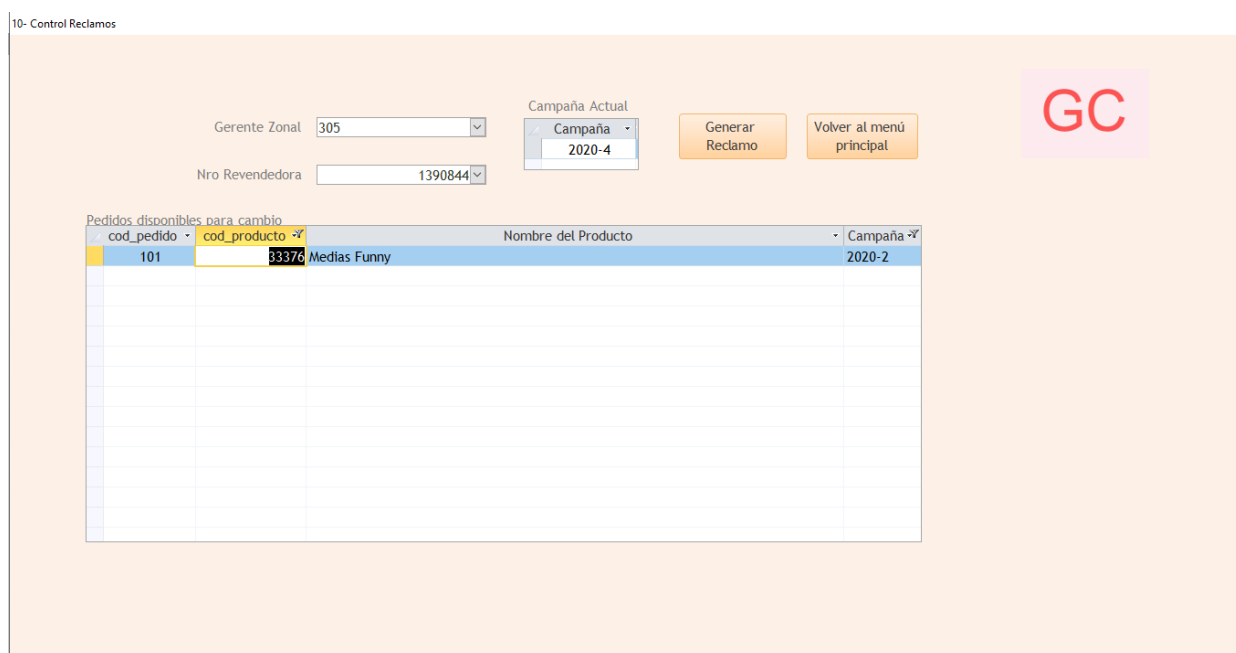 10- Control Reclamos
GC
Campaña Actual
Gerente Zonal 305
Campaña
2020-4
Generar
Reclamo
Volver al menú
principal
Nro Revendedora 1390844
Pedidos disponibles para cambio
cod_pedido cod_producto Nombre del Producto Campaña
101 33376 Medias Funny 2020-2